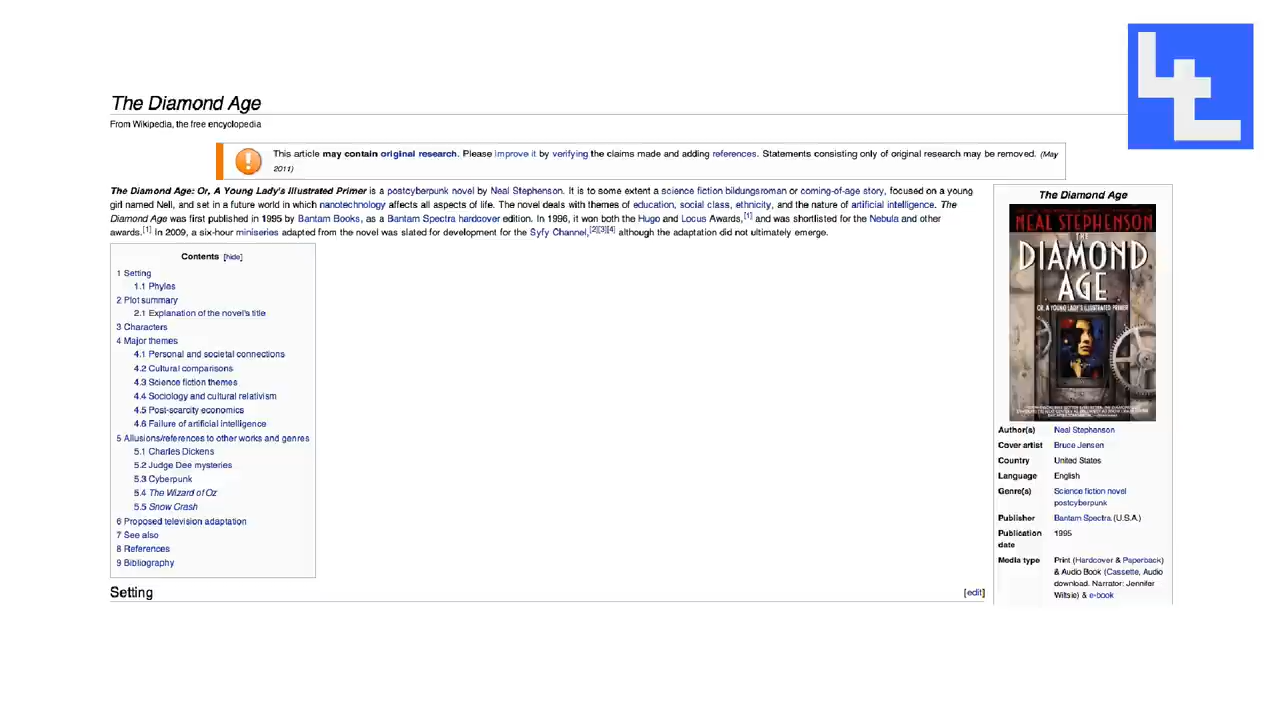 The Diamond Age
From Wikipedia, the free encyclopedia
This article may contain original research. Please improve it by verifying the claims made and adding references. Statements consisting only of original research may be removed. (May
2011)
The Diamond Age: Or, A Young Lady's Illustrated Primer is a postcyberpunk novel by Neal Stephenson. It is to some extent a science fiction bildungsroman or coming-of-age story, focused on a young
girl named Nell, and set in a future world in which nanotechnology affects all aspects of life. The novel deals with themes of education, social class, ethnicity, and the nature of artificial intelligence. The
Diamond Age was first published in 1995 by Bantam Books, as a Bantam Spectra hardcover edition. In 1996, it won both the Hugo and Locus Awards,[1] and was shortlisted for the Nebula and other
awards.[1] In 2009, a six-hour miniseries adapted from the novel was slated for development for the Syfy Channel,[2][3][4] although the adaptation did not ultimately emerge.
Contents [hide]
1 Setting
1.1 Phyles
2 Plot summary
2.1 Explanation of the novel's title
3 Characters
4 Major themes
4.1 Personal and societal connections
4.2 Cultural comparisons
4.3 Science fiction themes
4.4 Sociology and cultural relativism
4.5 Post-scarcity economics
4.6 Failure of artificial intelligence
5 Allusions/references to other works and genres
5.1 Charles Dickens
5.2 Judge Dee mysteries
5.3 Cyberpunk
5.4 The Wizard of Oz
5.5 Snow Crash
6 Proposed television adaptation
7 See also
8 References
9 Bibliography
Setting [edit]
The Diamond Age
NEAL STEPHENSON
THE
DIAMOND
AGE
OR, A YOUNG LADY'S ILLUSTRATED PRIMER
Author(s) Neal Stephenson
Cover artist Bruce Jensen
Country United States
Language English
Genre(s) Science fiction novel
postcyberpunk
Publisher Bantam Spectra (U.S.A.)
Publication 1995
date
Media type Print (Hardcover & Paperback)
& Audio Book (Cassette, Audio
download. Narrator: Jennifer
Wiltsie) & e-book